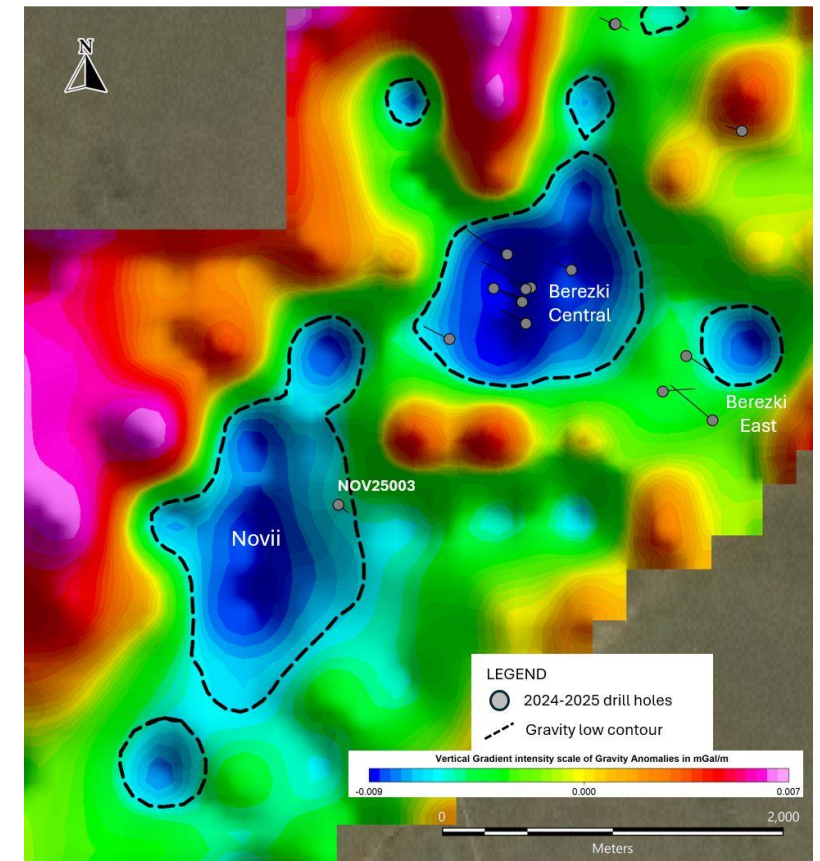 N
Berezki
Central
Berezki
East
NOV25003
Novii
LEGEND
2024-2025 drill holes
Gravity low contour
Vertical Gradient intensity scale of Gravity Anomalies in mGal/m
-0.009 0.000 0.007
0 2,000
Meters